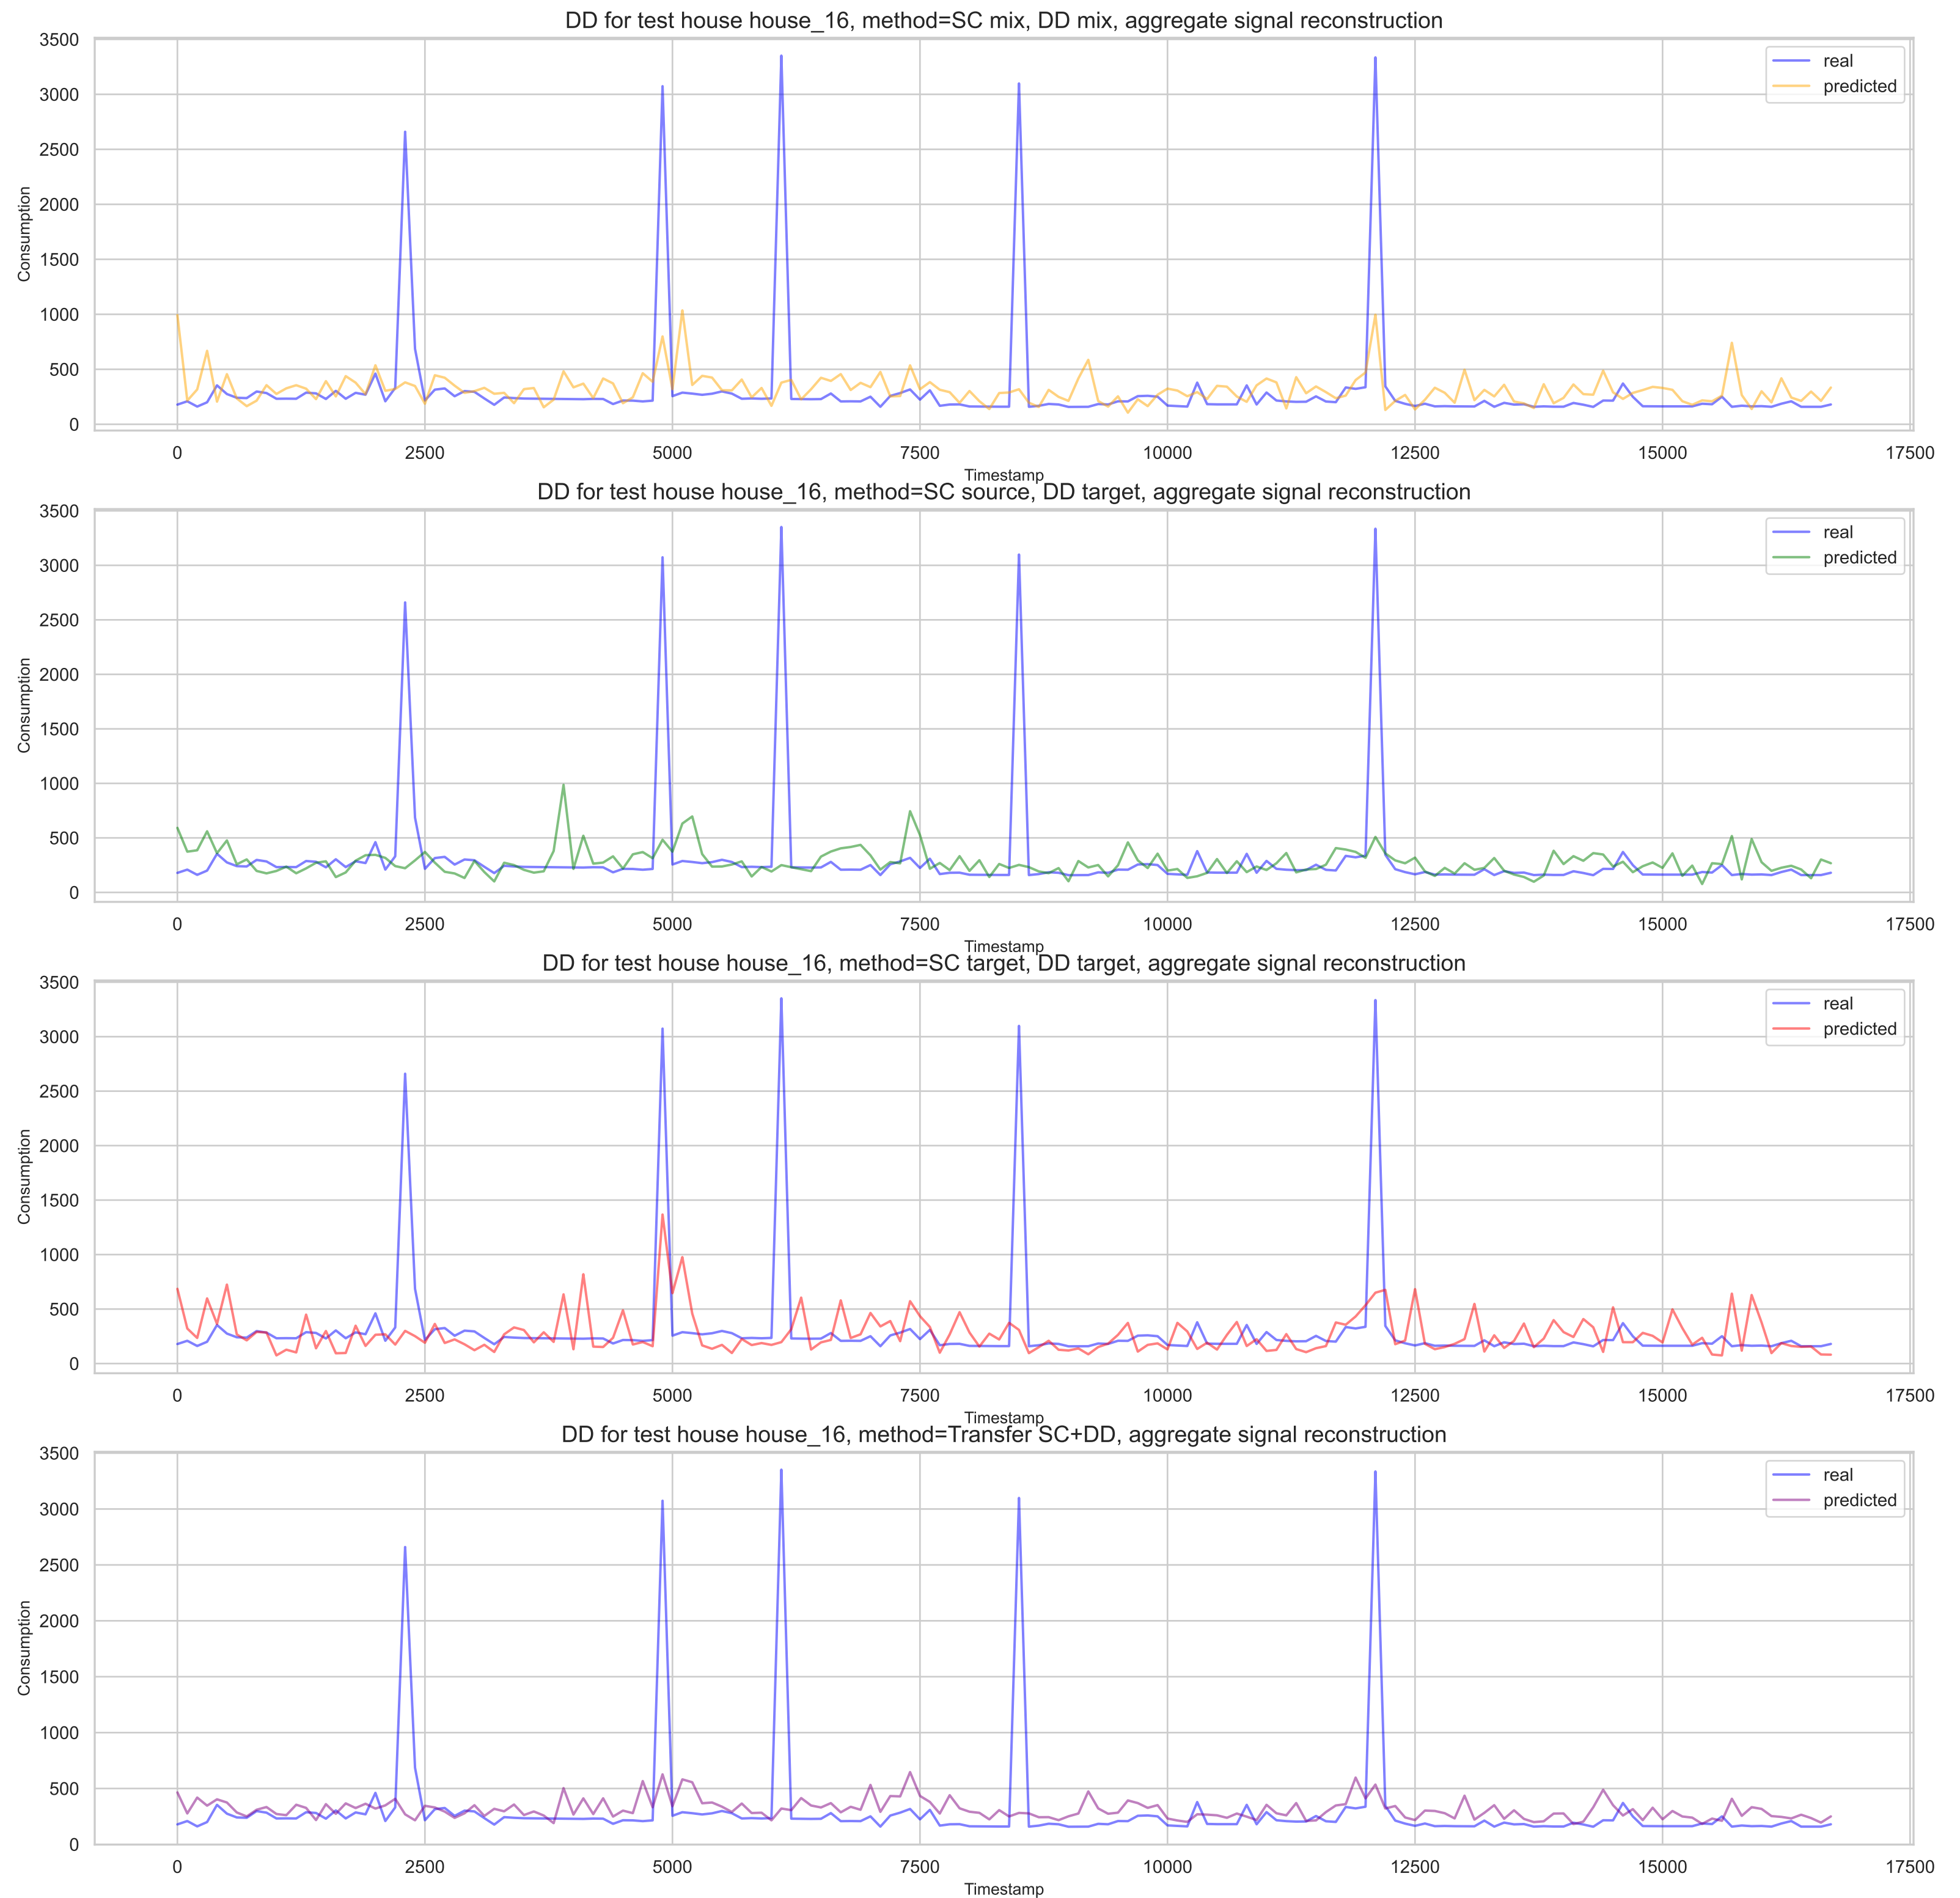 DD for test house house_16, method=SC mix, DD mix, aggregate signal reconstruction
3500
3000
2500
2000
1500
1000
500
0
Consumption
real
predicted
0 2500 5000 7500 10000 12500 15000 17500
Timestamp
DD for test house house_16, method=SC source, DD target, aggregate signal reconstruction
3500
3000
2500
2000
1500
1000
500
0
Consumption
real
predicted
0 2500 5000 7500 10000 12500 15000 17500
Timestamp
DD for test house house_16, method=SC target, DD target, aggregate signal reconstruction
3500
3000
2500
2000
1500
1000
500
0
Consumption
real
predicted
0 2500 5000 7500 10000 12500 15000 17500
Timestamp
DD for test house house_16, method=Transfer SC+DD, aggregate signal reconstruction
3500
3000
2500
2000
1500
1000
500
0
Consumption
real
predicted
0 2500 5000 7500 10000 12500 15000 17500
Timestamp